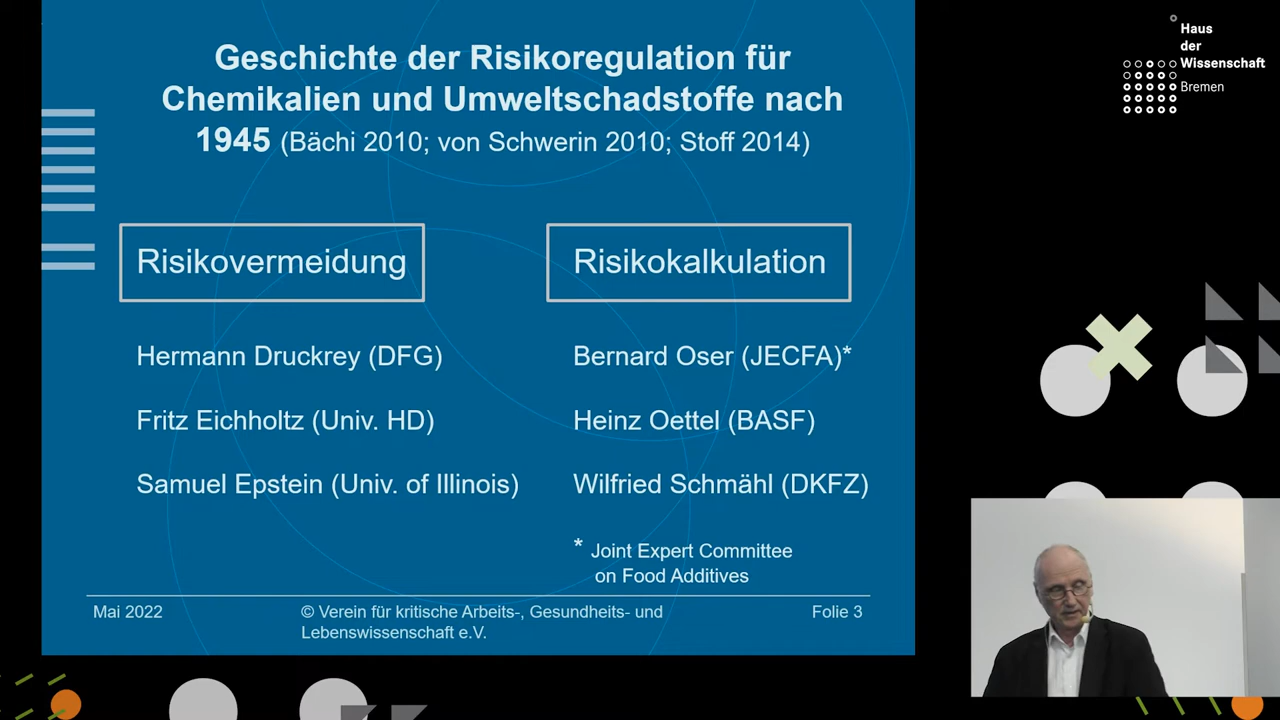 Geschichte der Risikoregulation für
Chemikalien und Umweltschadstoffe nach
1945 (Bächi 2010; von Schwerin 2010; Stoff 2014)
Risikovermeidung
Risikokalkulation
Hermann Druckrey (DFG)
Bernard Oser (JECFA)*
Fritz Eichholtz (Univ. HD)
Heinz Oettel (BASF)
Samuel Epstein (Univ. of Illinois)
Wilfried Schmähl (DKFZ)
* Joint Expert Committee
on Food Additives
Mai 2022
© Verein für kritische Arbeits-, Gesundheits- und
Lebenswissenschaft e.V.
Folie 3
Haus
der
Wissenschaft
Bremen